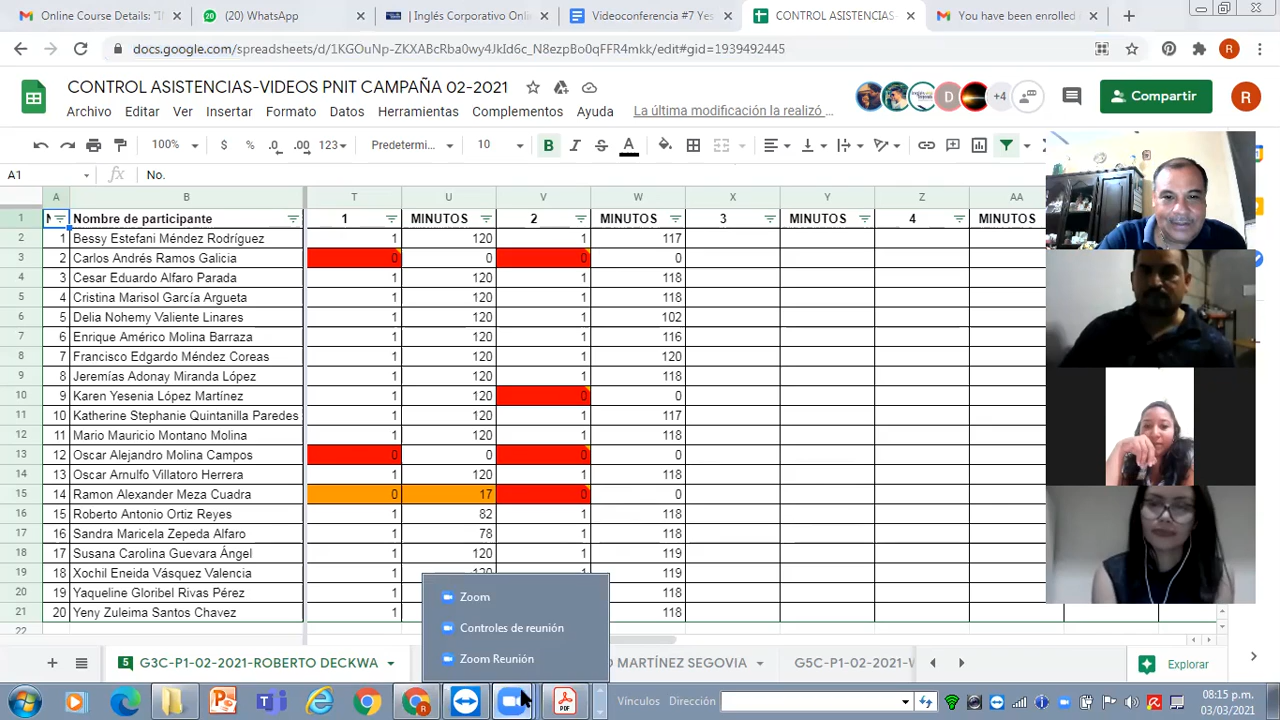 Online Course Details "I
(20) WhatsApp
| Inglés Corporativo Onl
Videoconferencia #7 Yes
CONTROL ASISTENCIAS-
You have been enrolled
docs.google.com/spreadsheets/d/1KGOuNp-ZKXABcRba0wy4Jkld6c_N8ezpBo0qFFR4mkk/edit#gid=1939492445
R
CONTROL ASISTENCIAS-VIDEOS PNIT CAMPAÑA 02-2021
D
+4
Compartir
R
Archivo Editar Ver Insertar Formato Datos Herramientas Complementos Ayuda La última modificación la realizó ...
100% $ % .0 .00 123 Predetermi... 10 B I S A
A1 fx No.
A B T U V W X Y Z AA
1 N Nombre de participante 1 MINUTOS 2 MINUTOS 3 MINUTOS 4 MINUTOS
2 1 Bessy Estefani Méndez Rodríguez 1 120 1 117
3 2 Carlos Andrés Ramos Galicia 0 0 0 0
4 3 Cesar Eduardo Alfaro Parada 1 120 1 118
5 4 Cristina Marisol García Argueta 1 120 1 118
6 5 Delia Nohemy Valiente Linares 1 120 1 102
7 6 Enrique Américo Molina Barraza 1 120 1 116
8 7 Francisco Edgardo Méndez Coreas 1 120 1 120
9 8 Jeremías Adonay Miranda López 1 120 1 118
10 9 Karen Yesenia López Martínez 1 120 0 0
11 10 Katherine Stephanie Quintanilla Paredes 1 120 1 117
12 11 Mario Mauricio Montano Molina 1 120 1 118
13 12 Oscar Alejandro Molina Campos 0 0 0 0
14 13 Oscar Arnulfo Villatoro Herrera 1 120 1 118
15 14 Ramon Alexander Meza Cuadra 0 17 0 0
16 15 Roberto Antonio Ortiz Reyes 1 82 1 118
17 16 Sandra Maricela Zepeda Alfaro 1 78 1 118
18 17 Susana Carolina Guevara Ángel 1 120 1 119
19 18 Xochil Eneida Vásquez Valencia 1 120 119
20 19 Yaqueline Gloribel Rivas Pérez 1 118
21 20 Yeny Zuleima Santos Chavez 1 118
22
Zoom
Controles de reunión
Zoom Reunión
5 G3C-P1-02-2021-ROBERTO DECKWA
O MARTÍNEZ SEGOVIA
G5C-P1-02-2021-W
Explorar
Vínculos Dirección
08:15 p.m.
03/03/2021